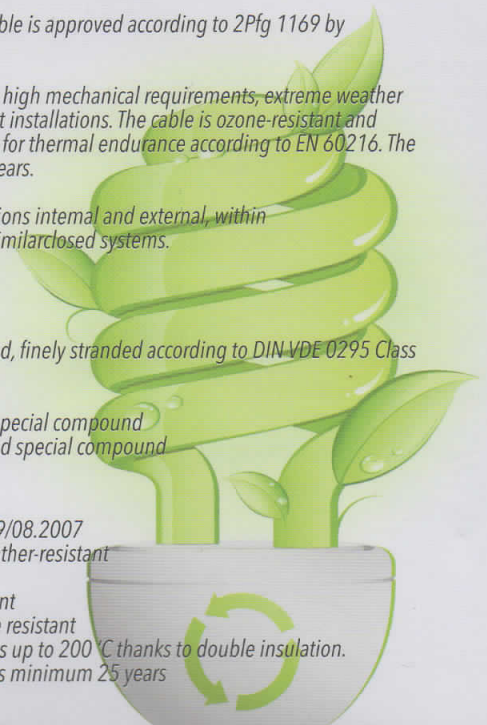 ble is approved according to 2Pfg 1169 by
high mechanical requirements, extreme weather
t installations. The cable is ozone-resistant and
for thermal endurance according to EN 60216. The
ears.
ions internal and external, within
imilarclosed systems.
d, finely stranded according to DIN VDE 0295 Class
pecial compound
d special compound
9/08.2007
ther-resistant
nt
resistant
s up to 200 °C thanks to double insulation.
s minimum 25 years